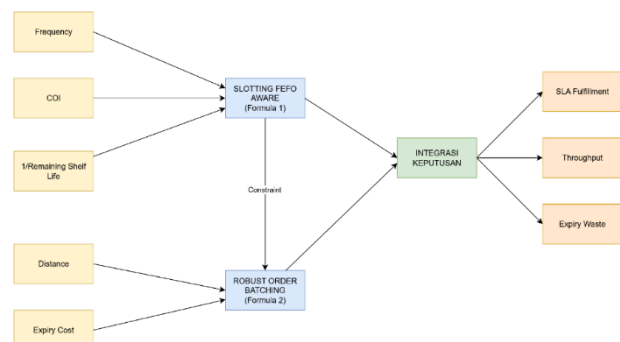 Frequency
COI
1/Remaining Shelf
Life
Distance
Expiry Cost
SLOTTING FEFO
AWARE
(Formula 1)
Constraint
ROBUST ORDER
BATCHING
(Formula 2)
INTEGRASI
KEPUTUSAN
SLA Fulfillment
Throughput
Expiry Waste